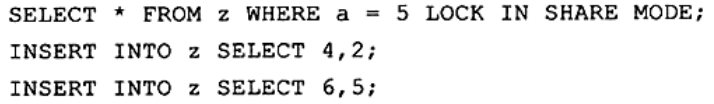 SELECT * FROM z WHERE a = 5 LOCK IN SHARE MODE;
INSERT INTO z SELECT 4,2;
INSERT INTO z SELECT 6,5;